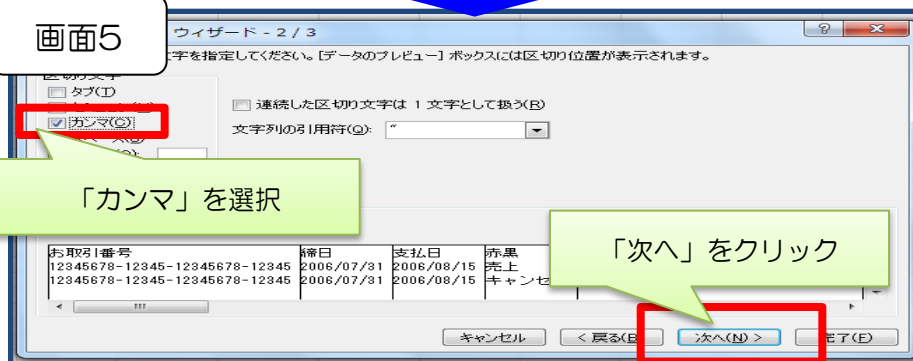 画面5
ウィザード - 2 / 3
文字を指定してください。[データのプレビュー] ボックスには区切り位置が表示されます。
区切り文字
タブ(T)
連続した区切り文字は 1 文字として扱う(R)
カンマ(C)
文字列の引用符(Q): "
「カンマ」を選択
「次へ」をクリック
お取引番号 締日 支払日 赤黒
12345678-12345-12345678-12345 2006/07/31 2006/08/15 売上
12345678-12345-12345678-12345 2006/07/31 2006/08/15 キャンセ
キャンセル < 戻る(B 次へ(N) > 完了(F)